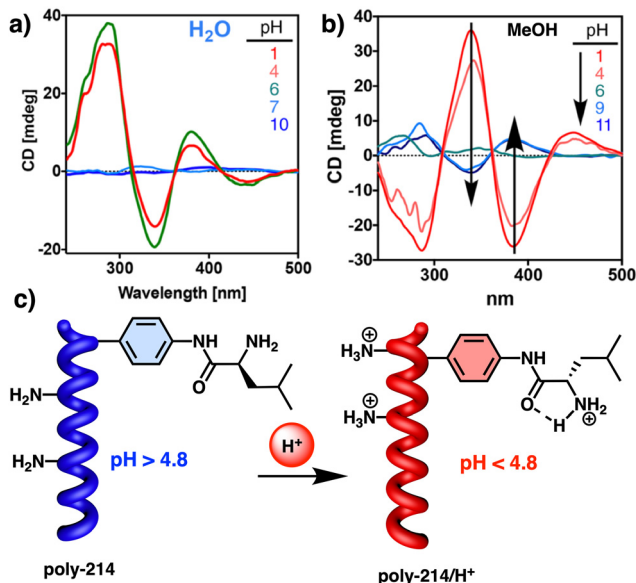 a)
H₂O
pH
1
4
6
7
10
CD [mdeg]
40
20
0
-20
300
400
500
Wavelength [nm]
b)
MeOH
pH
1
4
6
9
11
CD [mdeg]
40
30
20
10
0
-10
-20
-30
300
400
500
nm
c)
NH
NH₂
O
H₂N
H₂N
pH > 4.8
poly-214
H⁺
⊕
H₃N
⊕
H₃N
NH
O
H
NH₂
⊕
pH < 4.8
poly-214/H⁺